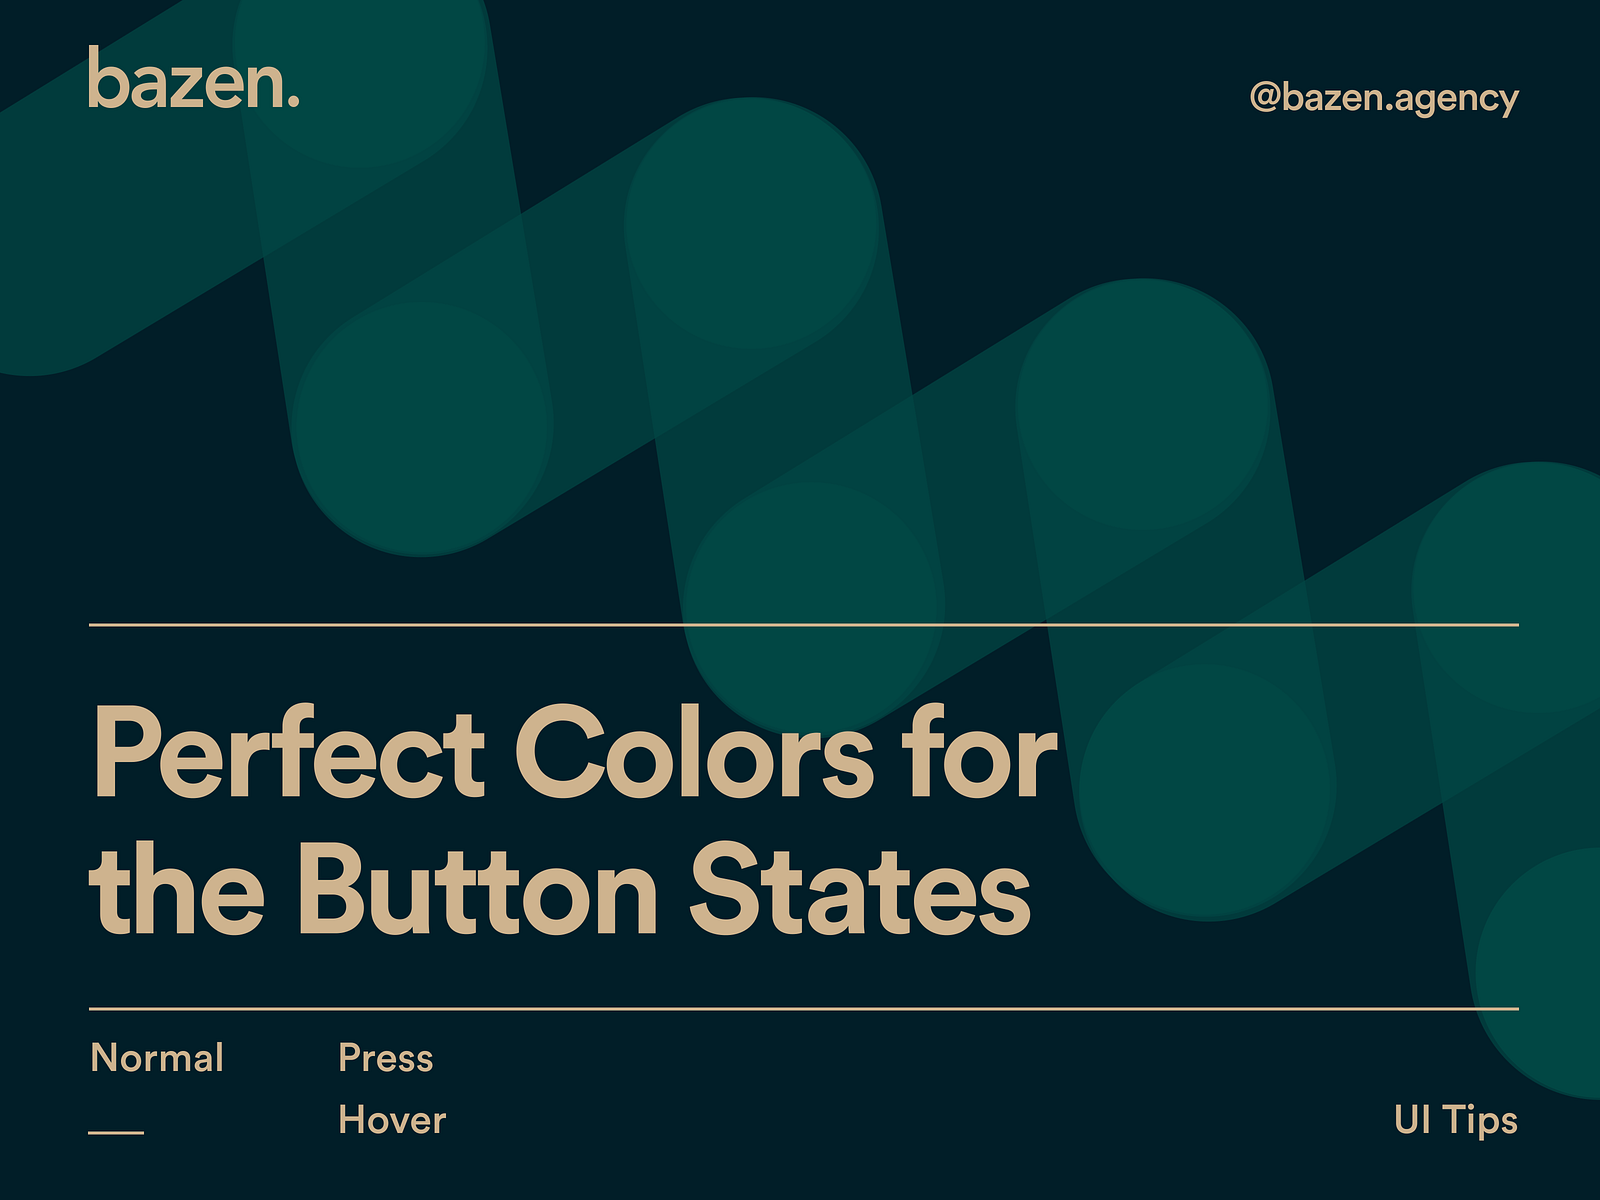 bazen.
@bazen.agency
Perfect Colors for
the Button States
Normal
Press
Hover
UI Tips